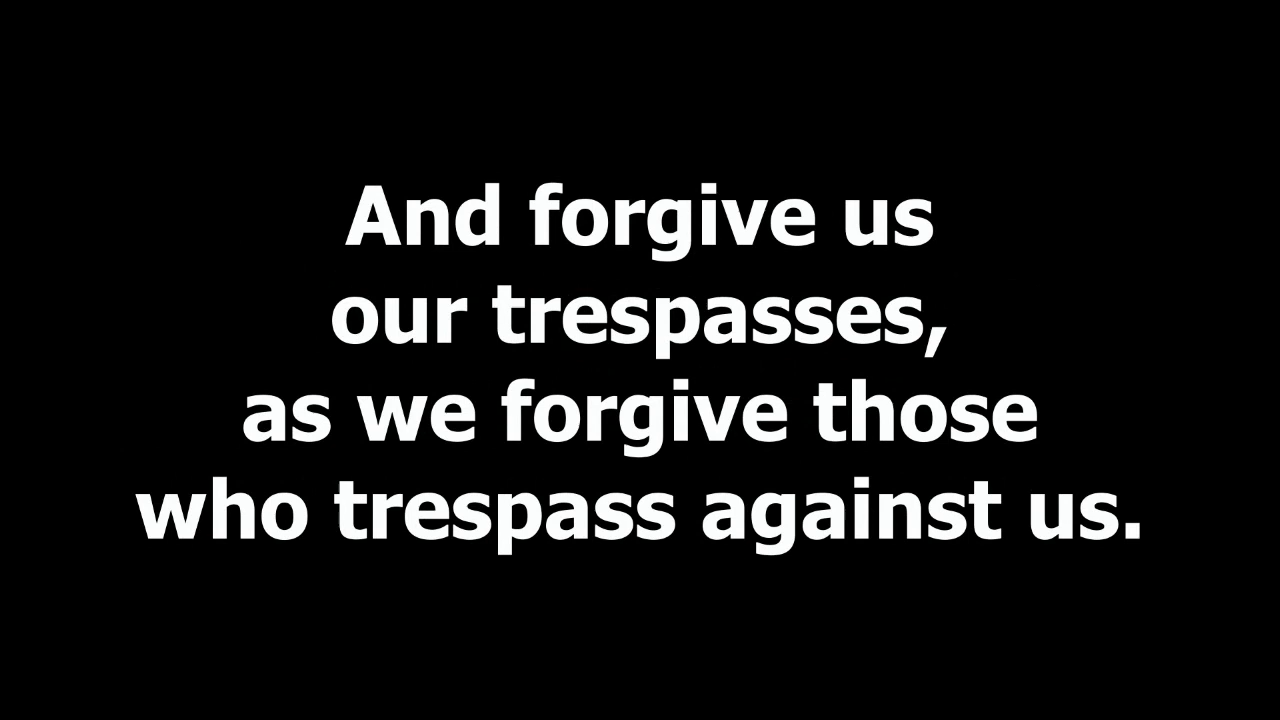 And forgive us
our trespasses,
as we forgive those
who trespass against us.